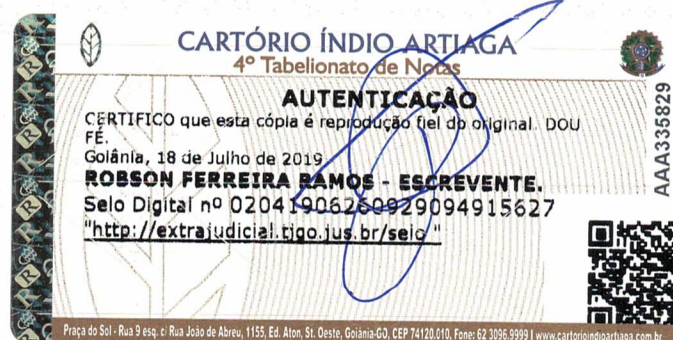 CARTÓRIO ÍNDIO ARTIAGA
4º Tabelionato de Notas
AUTENTICAÇÃO
CERTIFICO que esta cópia é reprodução fiel do original. DOU
FÉ.
Goiânia, 18 de Julho de 2019
ROBSON FERREIRA RAMOS - ESCREVENTE.
Selo Digital nº 02041906260929094915627
"http://extrajudicial.tjgo.jus.br/selo "
AAA335829
Praça do Sol - Rua 9 esq. c/ Rua João de Abreu, 1155, Ed. Aton, St. Oeste, Goiânia-GO, CEP 74120.010, Fone: 62 3096.9999 | www.cartorioindioartiaga.com.br